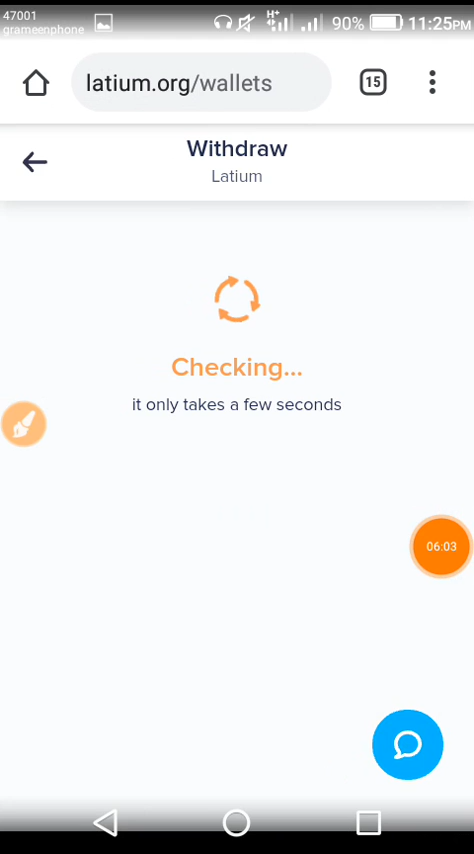 47001
grameenphone
H+
90%
11:25PM
latium.org/wallets
15
Withdraw
Latium
Checking...
it only takes a few seconds
06:03